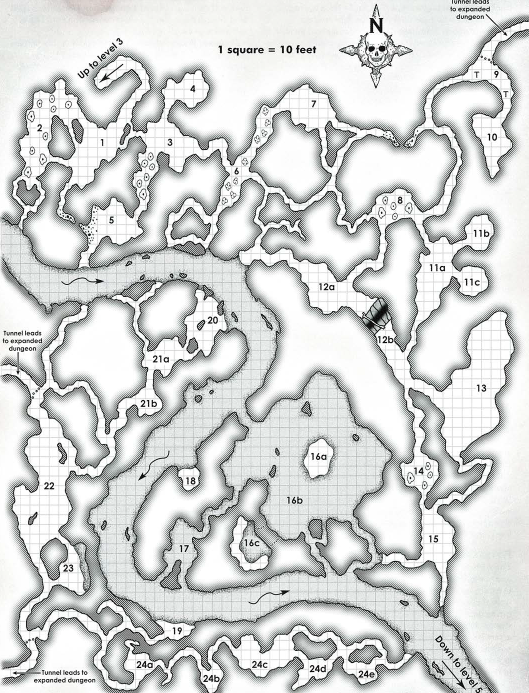 Tunnel leads
to expanded
dungeon
N
1 square = 10 feet
Up to level 3
T
9
T
4
7
2
1
3
10
6
8
5
11b
11a
11c
12a
12b
20
Tunnel leads
to expanded
dungeon
21a
21b
13
16a
14
18
22
16b
15
16c
17
23
19
24a
24b
24c
24d
24e
Tunnel leads to
expanded dungeon
Down to level 5